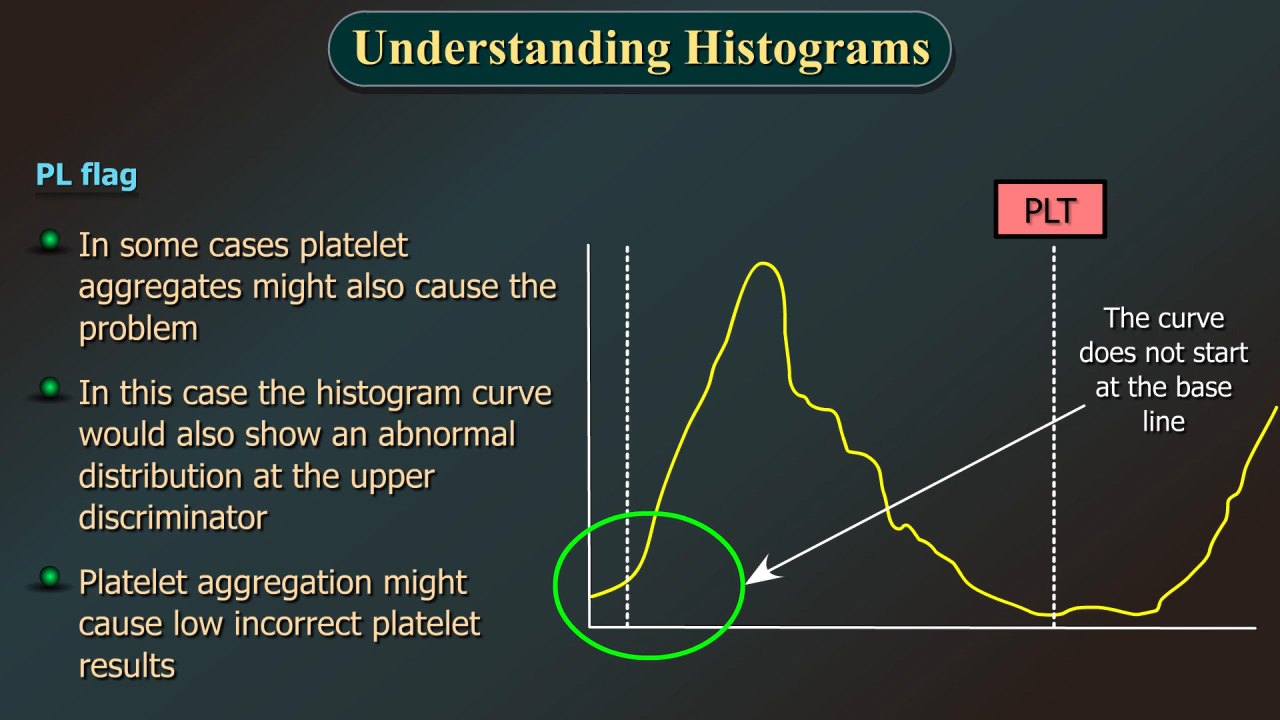 Understanding Histograms
PL flag
In some cases platelet
aggregates might also cause the
problem
In this case the histogram curve
would also show an abnormal
distribution at the upper
discriminator
Platelet aggregation might
cause low incorrect platelet
results
PLT
The curve
does not start
at the base
line